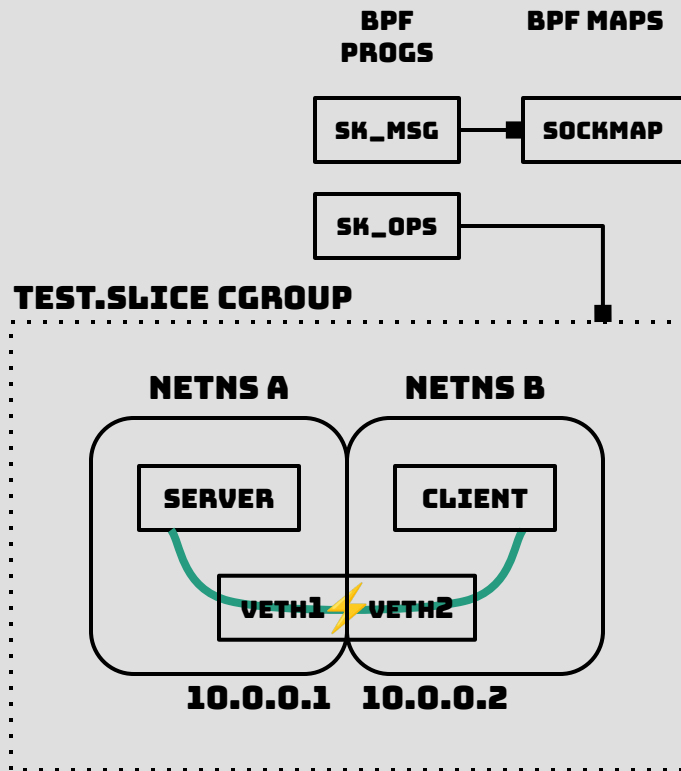 BPF
PROGS
BPF MAPS
SK_MSG
SOCKMAP
SK_OPS
TEST.SLICE CGROUP
NETNS A
NETNS B
SERVER
CLIENT
VETH1
VETH2
10.0.0.1
10.0.0.2